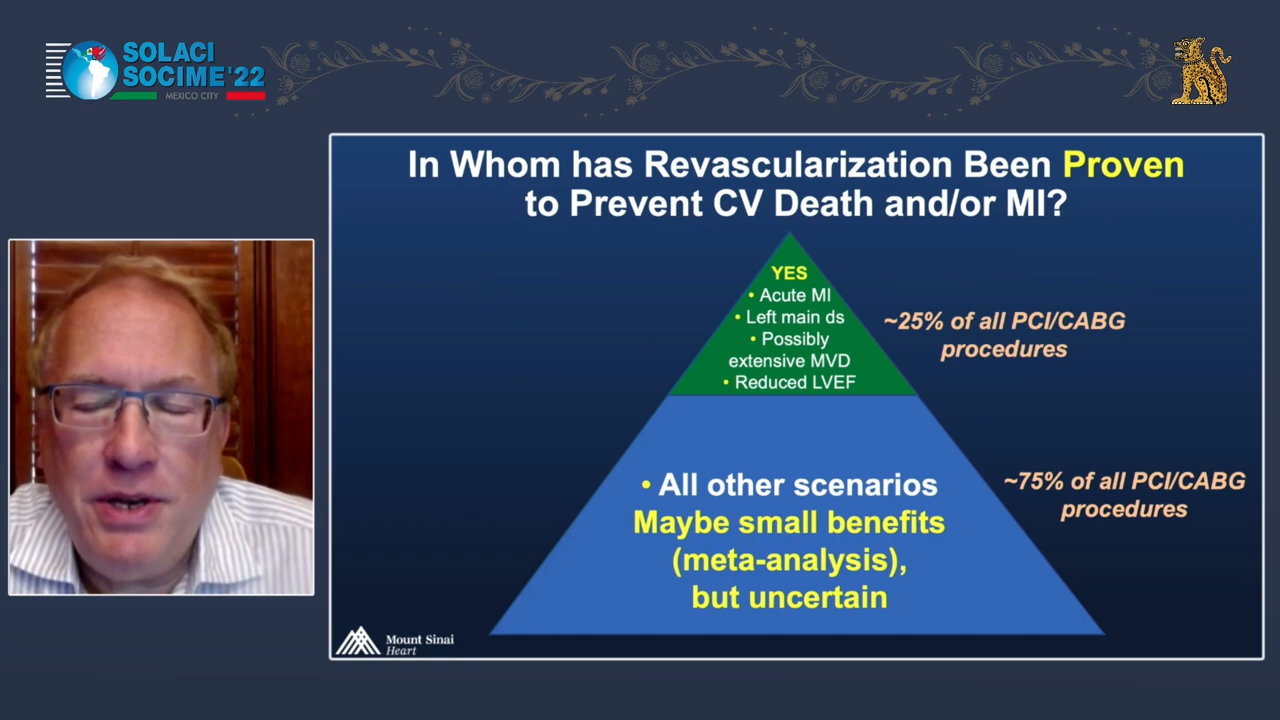 SOLACI
SOCIME'22
MEXICO CITY
In Whom has Revascularization Been Proven
to Prevent CV Death and/or MI?
YES
• Acute MI
• Left main ds
• Possibly
extensive MVD
• Reduced LVEF
~25% of all PCI/CABG
procedures
• All other scenarios
Maybe small benefits
(meta-analysis),
but uncertain
~75% of all PCI/CABG
procedures
Mount Sinai
Heart